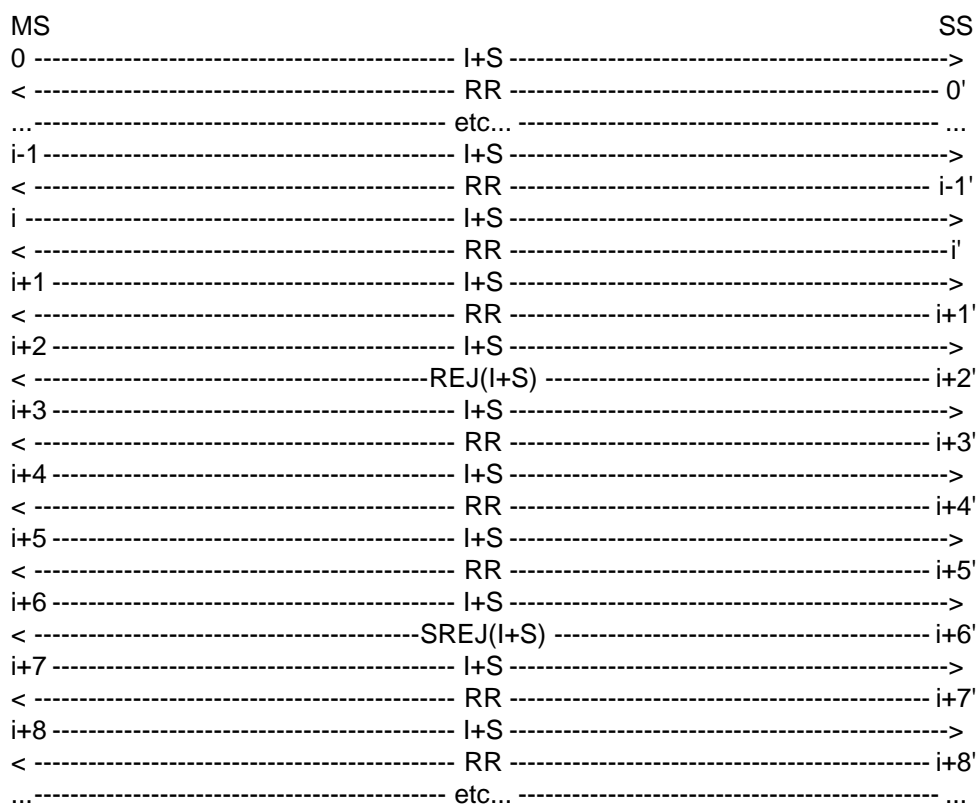 MS SS
0 ----------------------------------------------- I+S ------------------------------------------------->
< ----------------------------------------------- RR ------------------------------------------------ 0'
...---------------------------------------------- etc... ----------------------------------------------- ...
i-1 ---------------------------------------------- I+S ------------------------------------------------->
< ----------------------------------------------- RR ----------------------------------------------- i-1'
i ------------------------------------------------ I+S ------------------------------------------------->
< ----------------------------------------------- RR -------------------------------------------------i'
i+1 --------------------------------------------- I+S ------------------------------------------------->
< ----------------------------------------------- RR ----------------------------------------------- i+1'
i+2 --------------------------------------------- I+S ------------------------------------------------->
< --------------------------------------------REJ(I+S) ------------------------------------------- i+2'
i+3 --------------------------------------------- I+S ------------------------------------------------->
< ----------------------------------------------- RR ----------------------------------------------- i+3'
i+4 --------------------------------------------- I+S ------------------------------------------------->
< ----------------------------------------------- RR ----------------------------------------------- i+4'
i+5 --------------------------------------------- I+S ------------------------------------------------->
< ----------------------------------------------- RR ----------------------------------------------- i+5'
i+6 --------------------------------------------- I+S ------------------------------------------------->
< -------------------------------------------SREJ(I+S) ------------------------------------------ i+6'
i+7 --------------------------------------------- I+S ------------------------------------------------->
< ----------------------------------------------- RR ----------------------------------------------- i+7'
i+8 --------------------------------------------- I+S ------------------------------------------------->
< ----------------------------------------------- RR ----------------------------------------------- i+8'
...---------------------------------------------- etc... ----------------------------------------------- ...